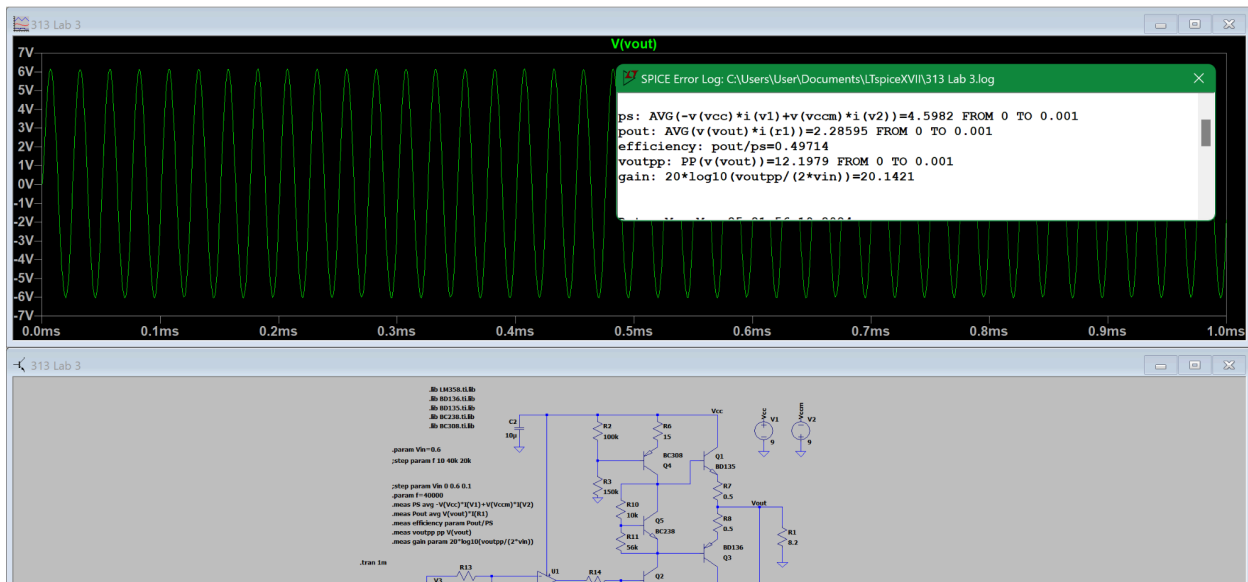 313 Lab 3
V(vout)
7V
6V
5V
4V
3V
2V
1V
0V
-1V
-2V
-3V
-4V
-5V
-6V
-7V
0.0ms 0.1ms 0.2ms 0.3ms 0.4ms 0.5ms 0.6ms 0.7ms 0.8ms 0.9ms 1.0ms
SPICE Error Log: C:\Users\User\Documents\LTspiceXVII\313 Lab 3.log
ps: AVG(-v(vcc)*i(v1)+v(vccm)*i(v2))=4.5982 FROM 0 TO 0.001
pout: AVG(v(vout)*i(r1))=2.28595 FROM 0 TO 0.001
efficiency: pout/ps=0.49714
voutpp: PP(v(vout))=12.1979 FROM 0 TO 0.001
gain: 20*log10(voutpp/(2*vin))=20.1421
313 Lab 3
.lib LM358.ti.lib
.lib BD136.ti.lib
.lib BD135.ti.lib
.lib BC238.ti.lib
.lib BC308.ti.lib
.param Vin=0.6
;step param f 10 40k 20k
;step param Vin 0 0.6 0.1
.param f=40000
.meas PS avg -V(Vcc)*I(V1)+V(Vccm)*I(V2)
.meas Pout avg V(vout)*I(R1)
.meas efficiency param Pout/PS
.meas voutpp pp V(vout)
.meas gain param 20*log10(voutpp/(2*vin))
.tran 1m
C2
10µ
R2
100k
R6
15
Vcc
Vcc
V1
9
Vccm
V2
9
BC308
Q4
Q1
BD135
R3
150k
R7
0.5
Vout
R10
10k
Q5
BC238
R8
0.5
R1
8.2
R11
56k
BD136
Q3
R13
V3
U1
R14
Q2